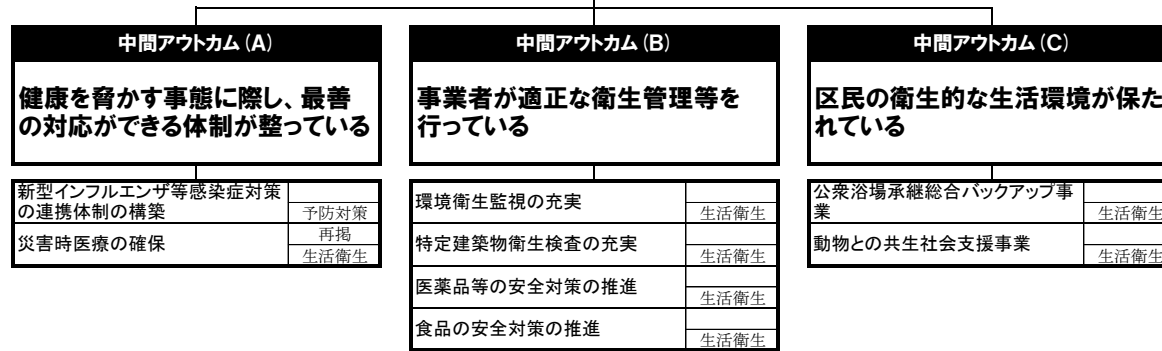 中間アウトカム（A）
健康を脅かす事態に際し、最善
の対応ができる体制が整っている
新型インフルエンザ等感染症対策
の連携体制の構築
予防対策
災害時医療の確保
再掲
生活衛生
中間アウトカム（B）
事業者が適正な衛生管理等を
行っている
環境衛生監視の充実
生活衛生
特定建築物衛生検査の充実
生活衛生
医薬品等の安全対策の推進
生活衛生
食品の安全対策の推進
生活衛生
中間アウトカム（C）
区民の衛生的な生活環境が保た
れている
公衆浴場承継総合バックアップ事
業
生活衛生
動物との共生社会支援事業
生活衛生